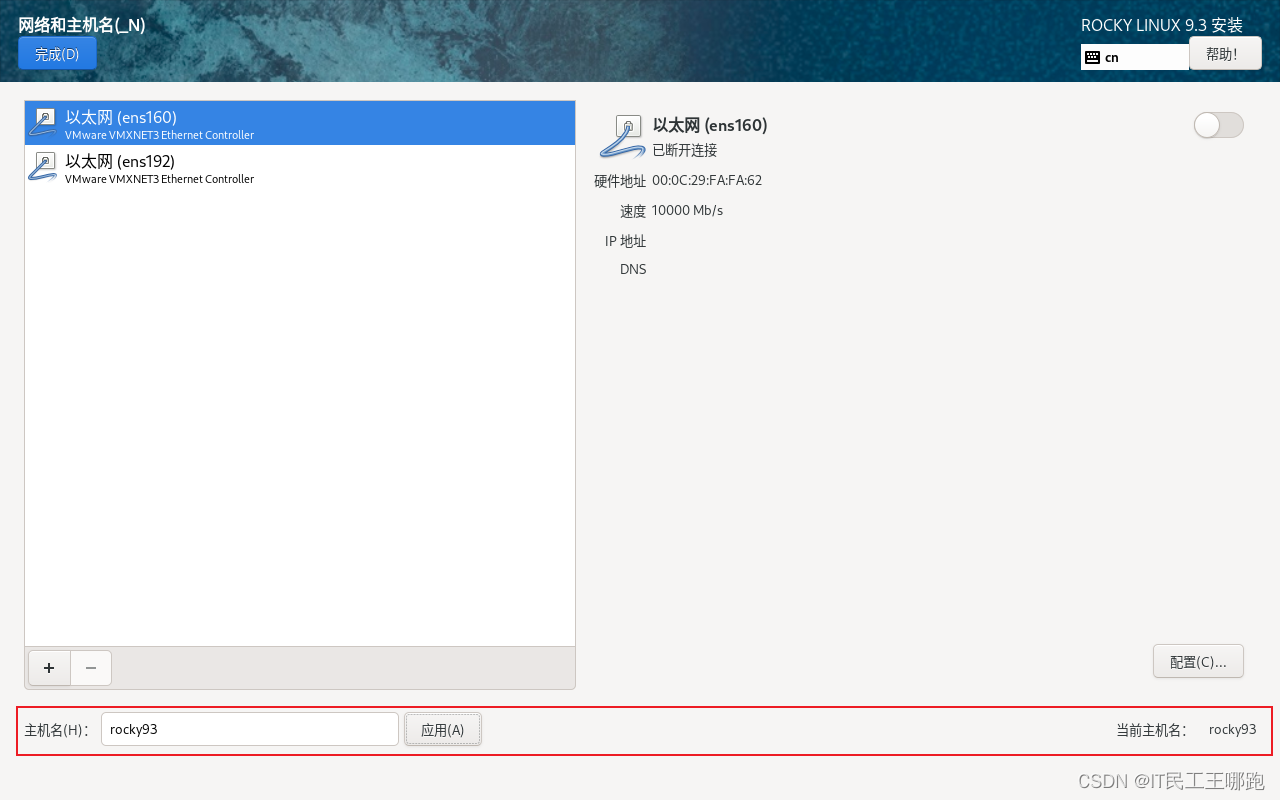 网络和主机名(_N)
完成(D)
ROCKY LINUX 9.3 安装
cn
帮助!
以太网 (ens160)
VMware VMXNET3 Ethernet Controller
以太网 (ens192)
VMware VMXNET3 Ethernet Controller
以太网 (ens160)
已断开连接
硬件地址 00:0C:29:FA:FA:62
速度 10000 Mb/s
IP 地址
DNS
配置(C)...
主机名(H): rocky93 应用(A) 当前主机名: rocky93
CSDN @IT民工王哪跑